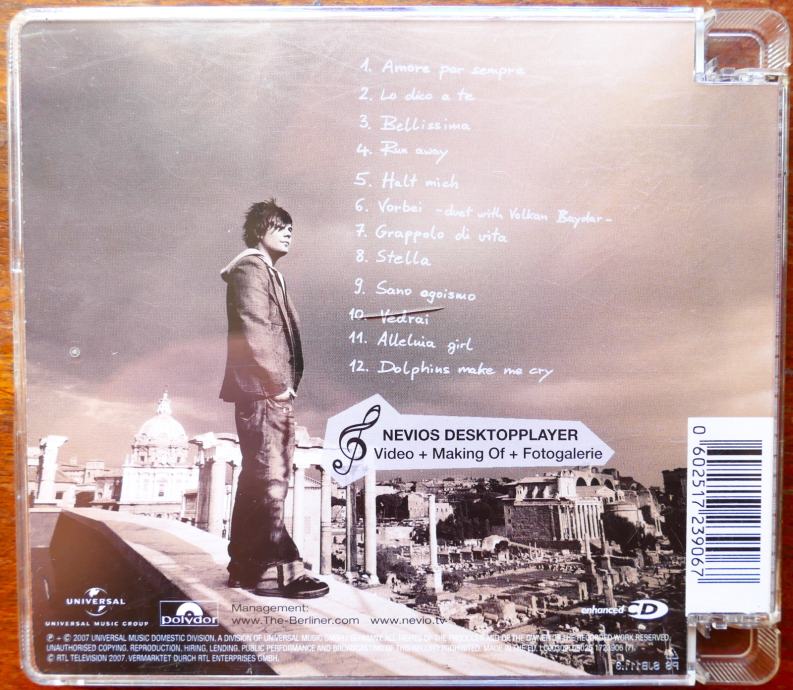 1. Amore per sempre
2. Lo dico a te
3. Bellissima
4. Run away
5. Halt mich
6. Vorbei - duet with Volkan Baydar -
7. Grappolo di vita
8. Stella
9. Sano egoismo
10. Vedrai
11. Alleluia girl
12. Dolphins make me cry
NEVIOS DESKTOPPLAYER
Video + Making Of + Fotogalerie
0 602517 239067
UNIVERSAL
UNIVERSAL MUSIC GROUP
polydor
Management:
www.The-Berliner.com www.nevio.tv
enhanced CD
℗ + © 2007 UNIVERSAL MUSIC DOMESTIC DIVISION, A DIVISION OF UNIVERSAL MUSIC GMBH, GERMANY. ALL RIGHTS OF THE PRODUCER AND OF THE OWNER OF THE RECORDED WORK RESERVED.
UNAUTHORISED COPYING, REPRODUCTION, HIRING, LENDING, PUBLIC PERFORMANCE AND BROADCASTING OF THIS RECORD PROHIBITED. MADE IN THE EU.
© RTL TELEVISION 2007. VERMARKTET DURCH RTL ENTERPRISES GMBH.